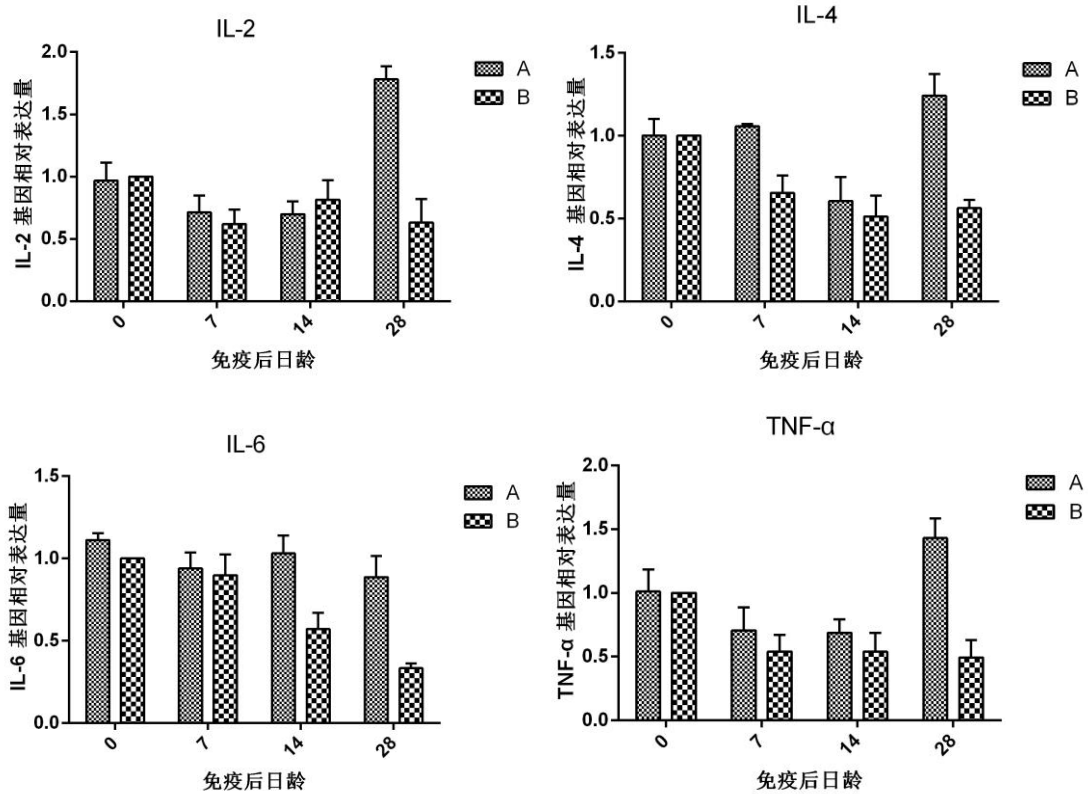 IL-2
IL-2 基因相对表达量
2.0
1.5
1.0
0.5
0.0
0
7
14
28
免疫后日龄
A
B
IL-4
IL-4 基因相对表达量
1.5
1.0
0.5
0.0
0
7
14
28
免疫后日龄
A
B
IL-6
IL-6 基因相对表达量
1.5
1.0
0.5
0.0
0
7
14
28
免疫后日龄
A
B
TNF-α
TNF-α 基因相对表达量
2.0
1.5
1.0
0.5
0.0
0
7
14
28
免疫后日龄
A
B